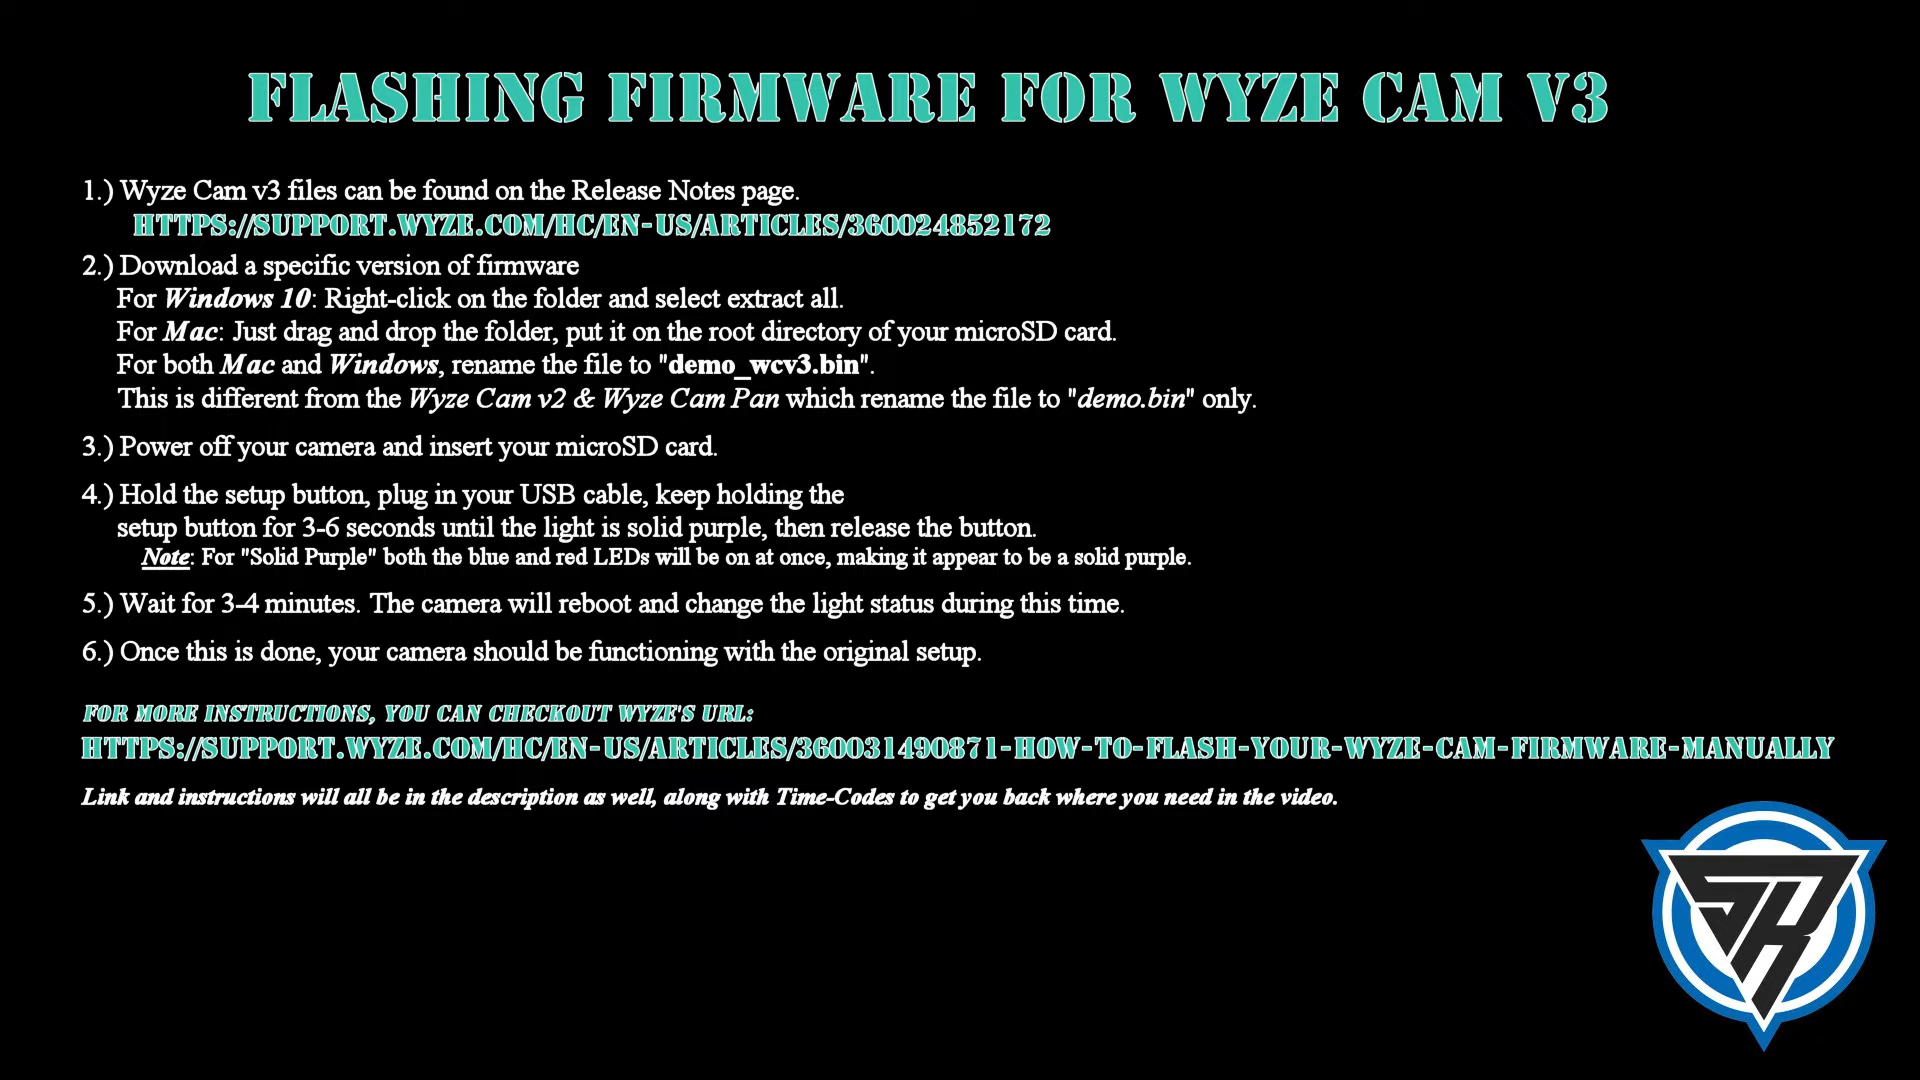 FLASHING FIRMWARE FOR WYZE CAM V3
1.) Wyze Cam v3 files can be found on the Release Notes page.
HTTPS://SUPPORT.WYZE.COM/HC/EN-US/ARTICLES/360024852172
2.) Download a specific version of firmware
For Windows 10: Right-click on the folder and select extract all.
For Mac: Just drag and drop the folder, put it on the root directory of your microSD card.
For both Mac and Windows, rename the file to "demo_wcv3.bin".
This is different from the Wyze Cam v2 & Wyze Cam Pan which rename the file to "demo.bin" only.
3.) Power off your camera and insert your microSD card.
4.) Hold the setup button, plug in your USB cable, keep holding the
setup button for 3-6 seconds until the light is solid purple, then release the button.
Note: For "Solid Purple" both the blue and red LEDs will be on at once, making it appear to be a solid purple.
5.) Wait for 3-4 minutes. The camera will reboot and change the light status during this time.
6.) Once this is done, your camera should be functioning with the original setup.
FOR MORE INSTRUCTIONS, YOU CAN CHECKOUT WYZE'S URL:
HTTPS://SUPPORT.WYZE.COM/HC/EN-US/ARTICLES/360031490871-HOW-TO-FLASH-YOUR-WYZE-CAM-FIRMWARE-MANUALLY
Link and instructions will all be in the description as well, along with Time-Codes to get you back where you need in the video.